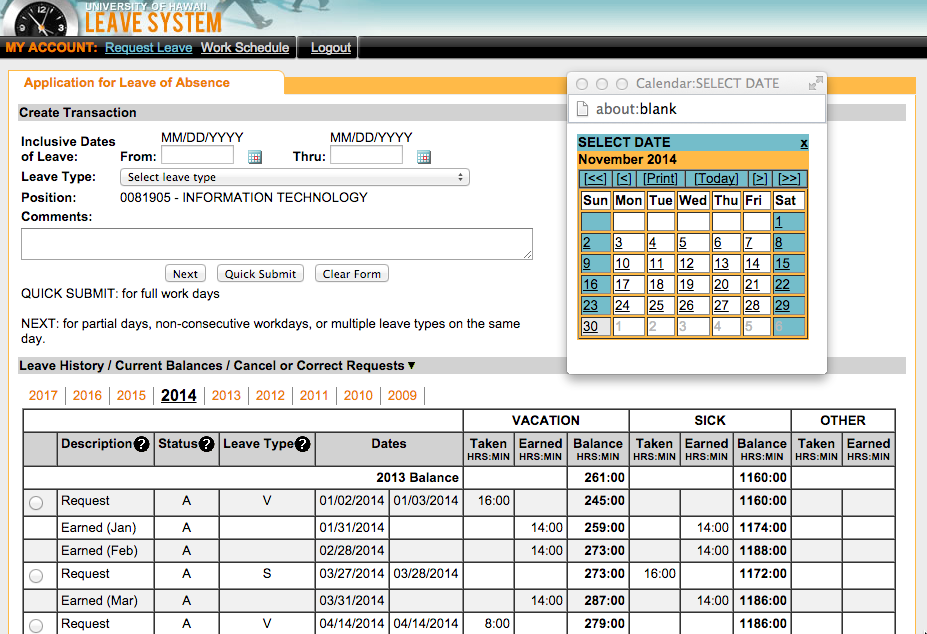 UNIVERSITY OF HAWAII
LEAVE SYSTEM
MY ACCOUNT: Request Leave Work Schedule Logout
Application for Leave of Absence
Create Transaction
Inclusive Dates of Leave:
MM/DD/YYYY MM/DD/YYYY
From: Thru:
Leave Type: Select leave type
Position: 0081905 - INFORMATION TECHNOLOGY
Comments:
Next Quick Submit Clear Form
QUICK SUBMIT: for full work days
NEXT: for partial days, non-consecutive workdays, or multiple leave types on the same
day.
Calendar:SELECT DATE
about:blank
SELECT DATE x
November 2014
[<<] [<] [Print] [Today] [>] [>>]
Sun Mon Tue Wed Thu Fri Sat
1
2 3 4 5 6 7 8
9 10 11 12 13 14 15
16 17 18 19 20 21 22
23 24 25 26 27 28 29
30 1 2 3 4 5 6
Leave History / Current Balances / Cancel or Correct Requests ▼
2017 2016 2015 2014 2013 2012 2011 2010 2009
VACATION SICK OTHER
Description ? Status ? Leave Type ? Dates Taken Earned Balance Taken Earned Balance Taken Earned
HRS:MIN HRS:MIN HRS:MIN HRS:MIN HRS:MIN HRS:MIN HRS:MIN HRS:MIN
2013 Balance 261:00 1160:00
Request A V 01/02/2014 01/03/2014 16:00 245:00 1160:00
Earned (Jan) A 01/31/2014 14:00 259:00 14:00 1174:00
Earned (Feb) A 02/28/2014 14:00 273:00 14:00 1188:00
Request A S 03/27/2014 03/28/2014 273:00 16:00 1172:00
Earned (Mar) A 03/31/2014 14:00 287:00 14:00 1186:00
Request A V 04/14/2014 04/14/2014 8:00 279:00 1186:00